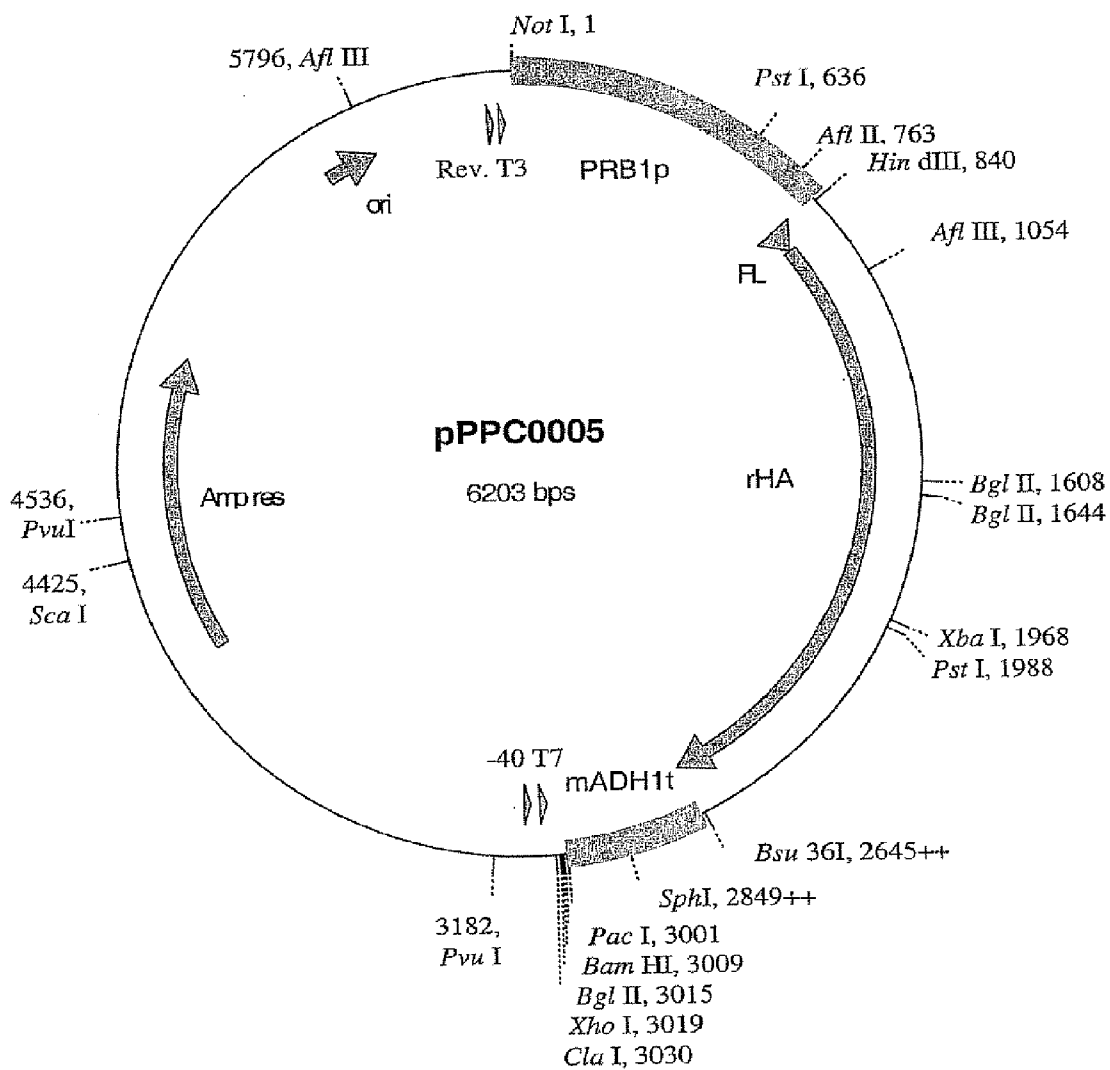 Not I, 1
5796, Afl III
Pst I, 636
Afl II, 763
Hin dIII, 840
Rev. T3
PRB1p
ori
Afl III, 1054
FL
pPPC0005
6203 bps
rHA
Amp res
4536,
PvuI
4425,
Sca I
Bgl II, 1608
Bgl II, 1644
Xba I, 1968
Pst I, 1988
-40 T7
mADH1t
Bsu 36I, 2645++
SphI, 2849++
3182,
Pvu I
Pac I, 3001
Bam HI, 3009
Bgl II, 3015
Xho I, 3019
Cla I, 3030